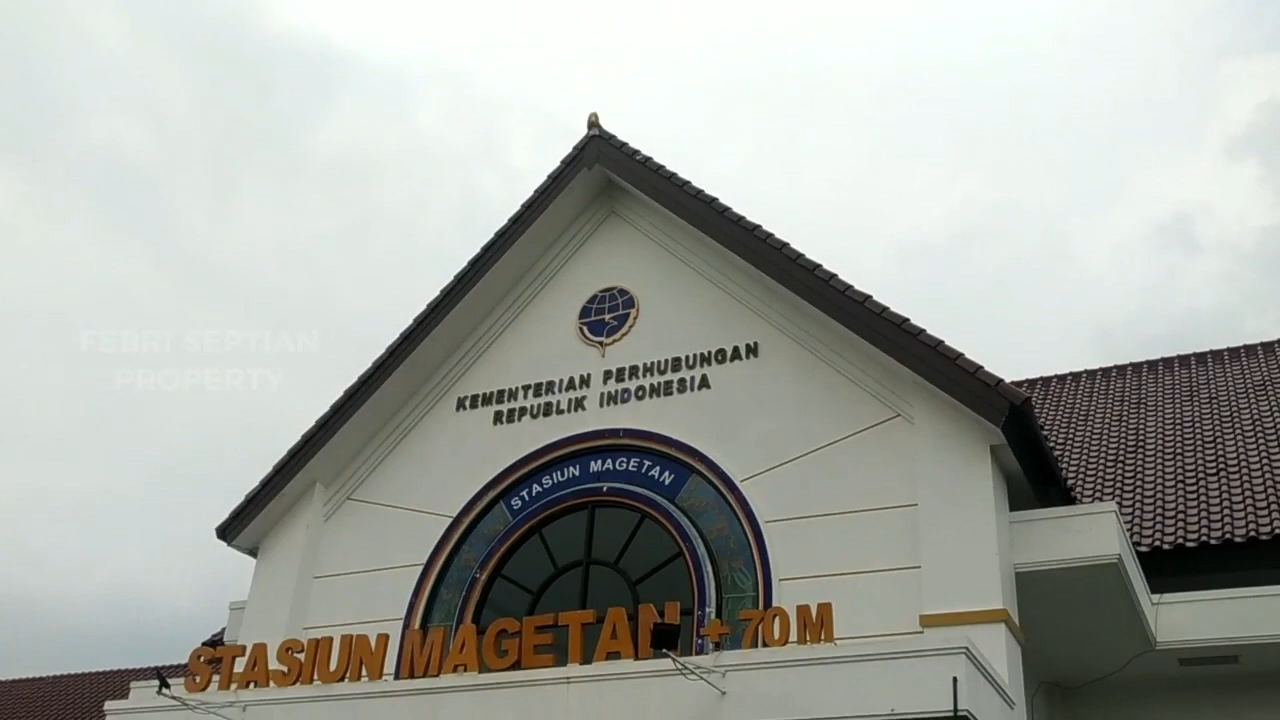 FEBRI SEPTIAN
PROPERTY
KEMENTERIAN PERHUBUNGAN
REPUBLIK INDONESIA
STASIUN MAGETAN
STASIUN MAGETAN + 70 M